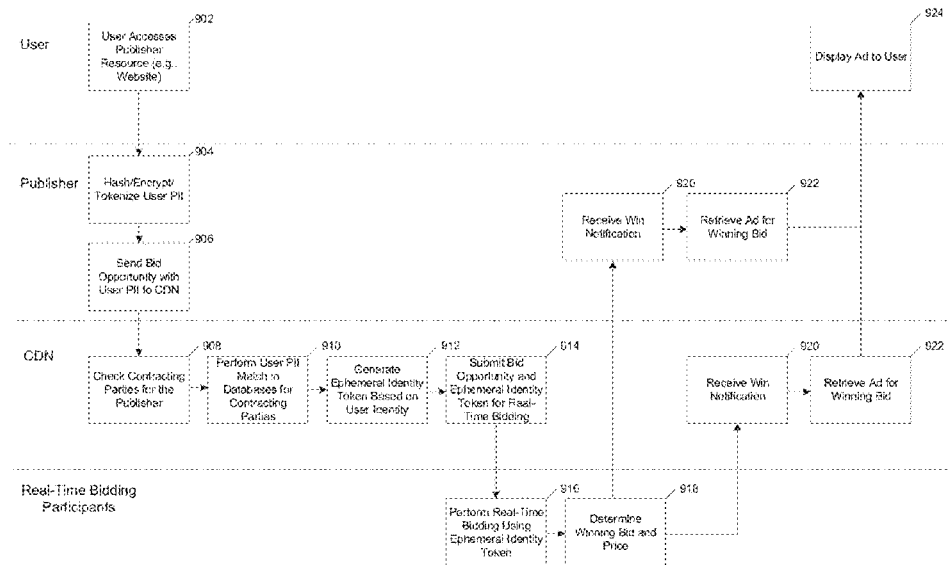 902
924
User
User Accesses
Publisher
Resource (e.g.,
Website)
Display Ad to User
904
Publisher
Hash/Encrypt/
Tokenize User PII
920
922
Receive Win
Notification
Retrieve Ad for
Winning Bid
906
Send Bid
Opportunity with
User PII to CDN
CDN
908
910
912
914
920
922
Check Contracting
Parties for the
Publisher
Perform User PII
Match in
Databases for
Contracting
Parties
Generate
Ephemeral Identity
Token Based on
User Identity
Submit Bid
Opportunity and
Ephemeral Identity
Token for Real-
Time Bidding
Receive Win
Notification
Retrieve Ad for
Winning Bid
Real-Time Bidding
Participants
916
918
Perform Real-Time
Bidding Using
Ephemeral Identity
Token
Determine
Winning Bid and
Price